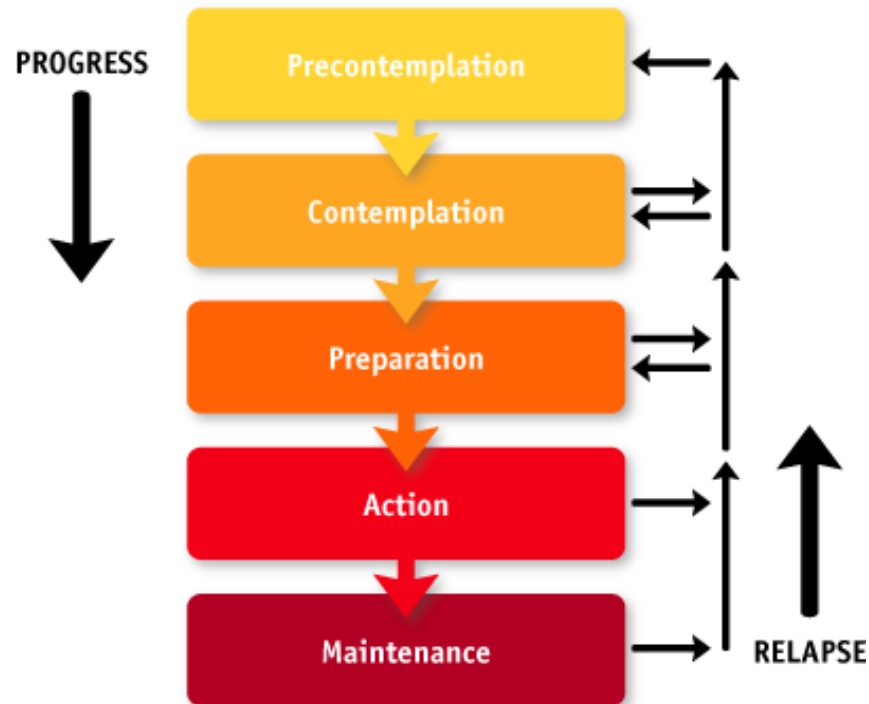 PROGRESS
Precontemplation
Contemplation
Preparation
Action
Maintenance
RELAPSE